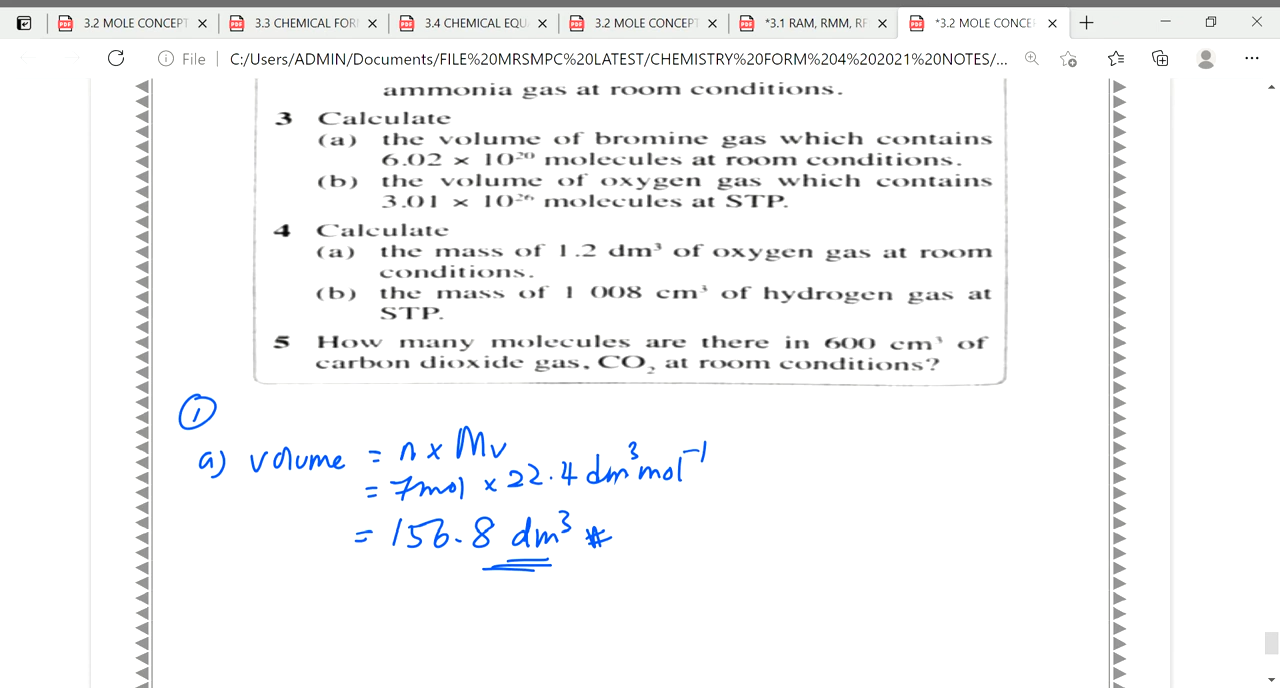 3.2 MOLE CONCEPT
3.3 CHEMICAL FOR
3.4 CHEMICAL EQU
3.2 MOLE CONCEPT
*3.1 RAM, RMM, RF
*3.2 MOLE CONCE
File
C:/Users/ADMIN/Documents/FILE%20MRSMPC%20LATEST/CHEMISTRY%20FORM%204%202021%20NOTES/...
ammonia gas at room conditions.
3 Calculate
(a) the volume of bromine gas which contains
6.02 × 10²⁰ molecules at room conditions.
(b) the volume of oxygen gas which contains
3.01 × 10²⁶ molecules at STP.
4 Calculate
(a) the mass of 1.2 dm³ of oxygen gas at room
conditions.
(b) the mass of 1 008 cm³ of hydrogen gas at
STP.
5 How many molecules are there in 600 cm³ of
carbon dioxide gas, CO₂ at room conditions?
①
a) volume = n × Mv
= 7mol × 22.4 dm³mol⁻¹
= 156.8 dm³ #